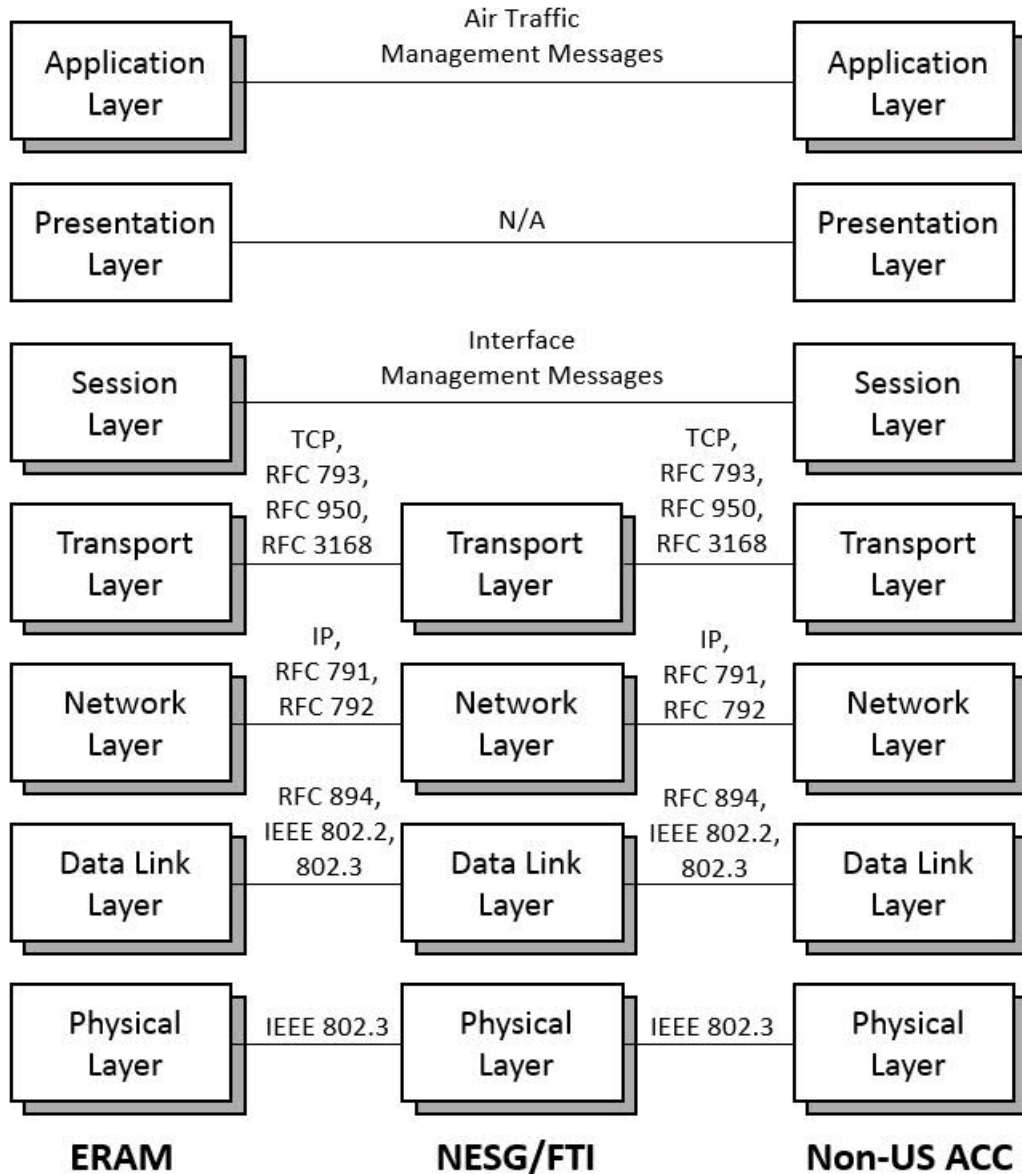 Air Traffic
Management Messages
Application
Layer
Application
Layer
Presentation
Layer
N/A
Presentation
Layer
Interface
Management Messages
Session
Layer
Session
Layer
TCP,
RFC 793,
RFC 950,
RFC 3168
TCP,
RFC 793,
RFC 950,
RFC 3168
Transport
Layer
Transport
Layer
Transport
Layer
IP,
RFC 791,
RFC 792
IP,
RFC 791,
RFC  792
Network
Layer
Network
Layer
Network
Layer
RFC 894,
IEEE 802.2,
802.3
RFC 894,
IEEE 802.2,
802.3
Data Link
Layer
Data Link
Layer
Data Link
Layer
Physical
Layer
IEEE 802.3
Physical
Layer
IEEE 802.3
Physical
Layer
ERAM
NESG/FTI
Non-US ACC